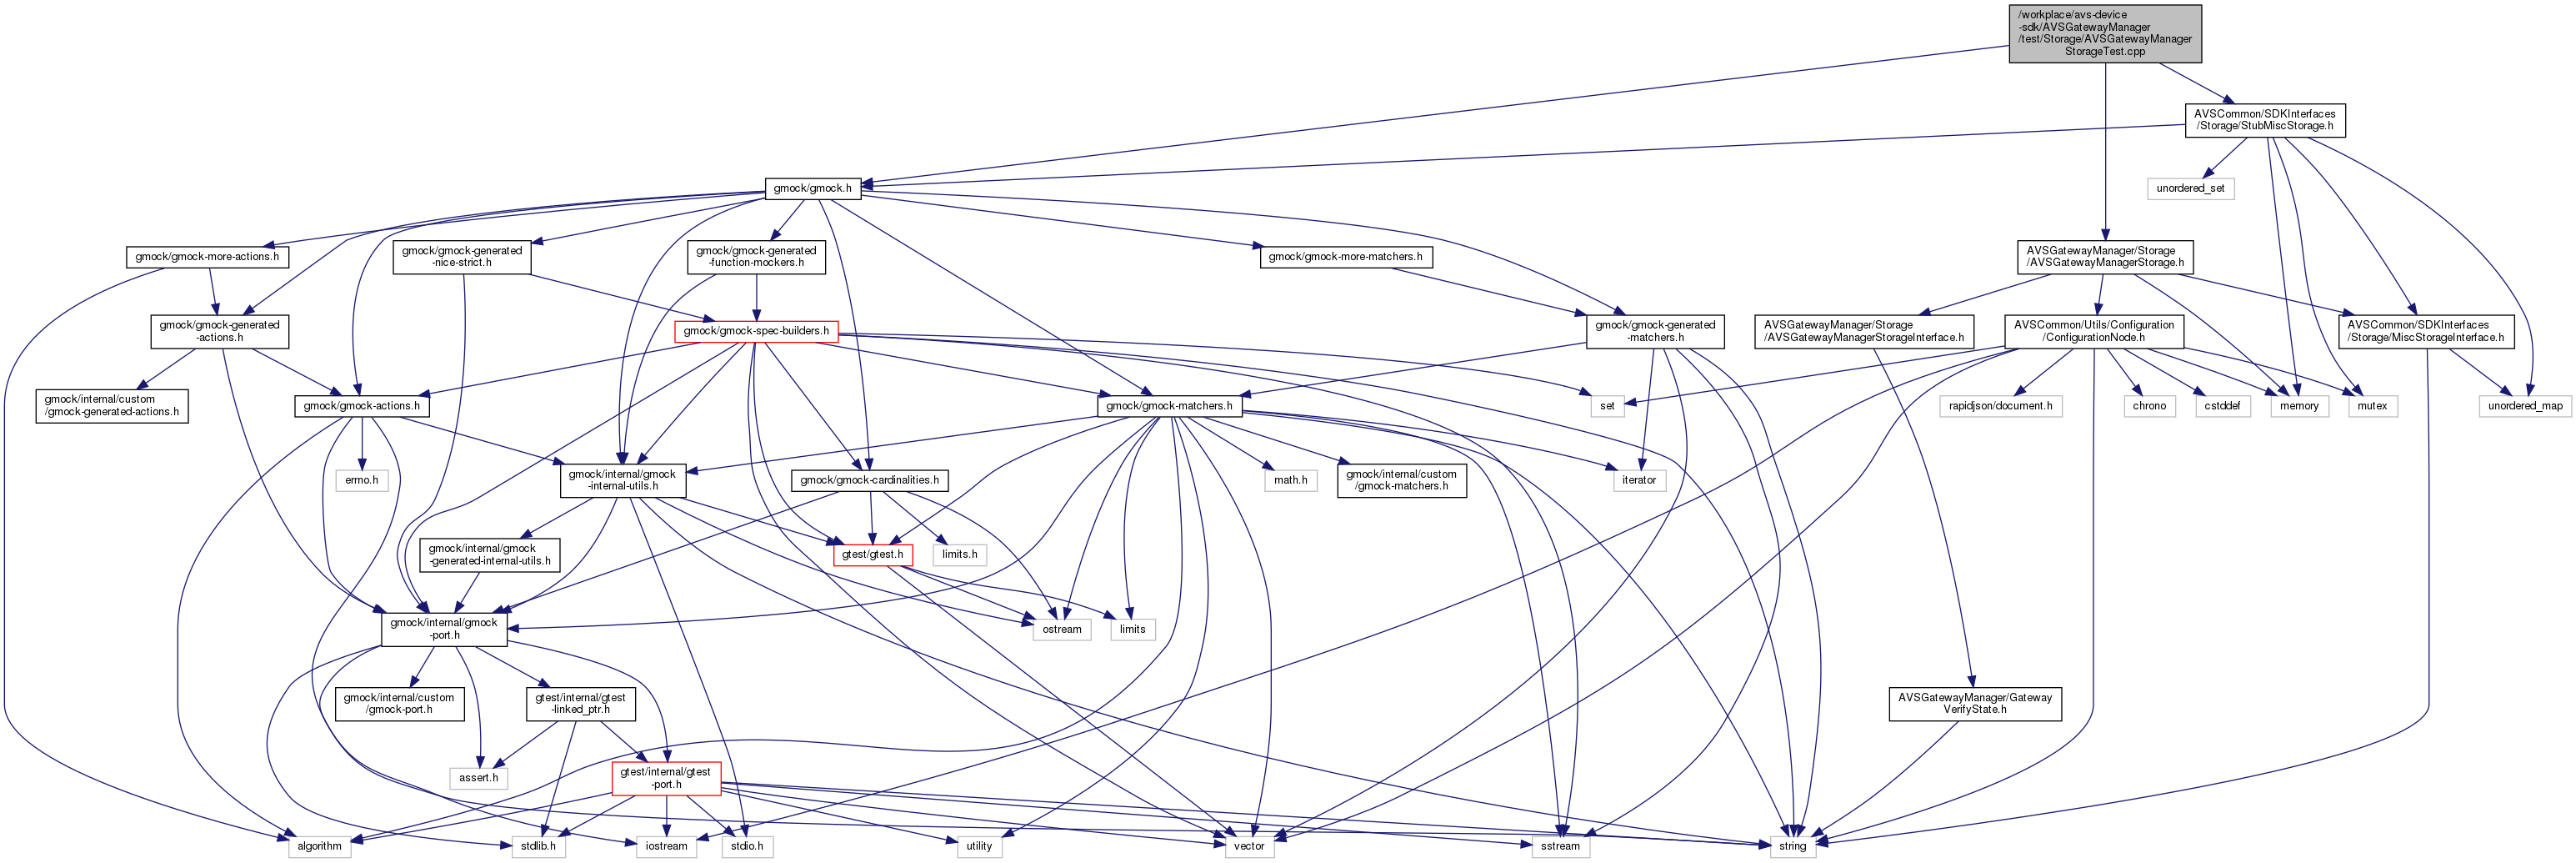 /workplace/avs-device
-sdk/AVSGatewayManager
/test/Storage/AVSGatewayManager
StorageTest.cpp
AVSCommon/SDKInterfaces
/Storage/StubMiscStorage.h
gmock/gmock.h
unordered_set
gmock/gmock-more-actions.h
gmock/gmock-generated
-nice-strict.h
gmock/gmock-generated
-function-mockers.h
gmock/gmock-more-matchers.h
AVSGatewayManager/Storage
/AVSGatewayManagerStorage.h
gmock/gmock-generated
-actions.h
gmock/gmock-spec-builders.h
gmock/gmock-generated
-matchers.h
AVSGatewayManager/Storage
/AVSGatewayManagerStorageInterface.h
AVSCommon/Utils/Configuration
/ConfigurationNode.h
AVSCommon/SDKInterfaces
/Storage/MiscStorageInterface.h
gmock/internal/custom
/gmock-generated-actions.h
gmock/gmock-actions.h
gmock/gmock-matchers.h
set
rapidjson/document.h
chrono
cstddef
memory
mutex
unordered_map
errno.h
gmock/internal/gmock
-internal-utils.h
gmock/gmock-cardinalities.h
math.h
gmock/internal/custom
/gmock-matchers.h
iterator
gmock/internal/gmock
-generated-internal-utils.h
gtest/gtest.h
limits.h
gmock/internal/gmock
-port.h
ostream
limits
gmock/internal/custom
/gmock-port.h
gtest/internal/gtest
-linked_ptr.h
AVSGatewayManager/Gateway
VerifyState.h
assert.h
gtest/internal/gtest
-port.h
algorithm
stdlib.h
iostream
stdio.h
utility
vector
sstream
string